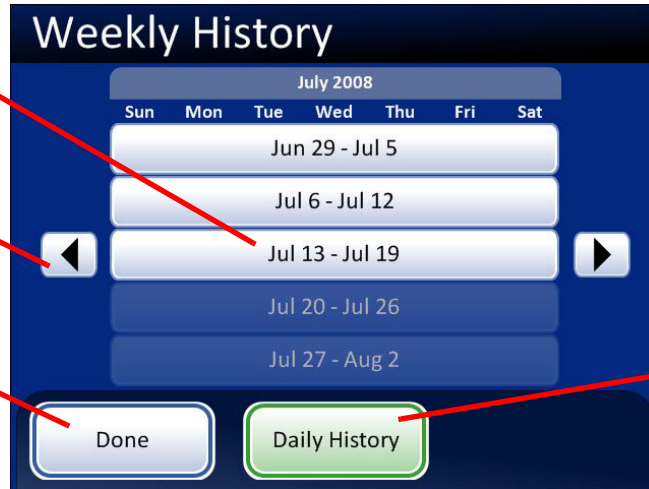 Weekly History
July 2008
Sun Mon Tue Wed Thu Fri Sat
Jun 29 - Jul 5
Jul 6 - Jul 12
Jul 13 - Jul 19
Jul 20 - Jul 26
Jul 27 - Aug 2
Done Daily History